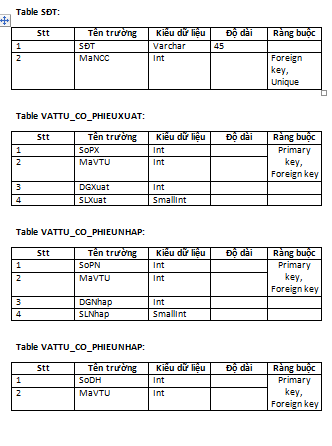 Table SĐT:
Stt Tên trường Kiểu dữ liệu Độ dài Ràng buộc
1 SĐT Varchar 45
2 MaNCC Int Foreign
key,
Unique
Table VATTU_CO_PHIEUXUAT:
Stt Tên trường Kiểu dữ liệu Độ dài Ràng buộc
1 SoPX Int Primary
2 MaVTU Int key,
Foreign key
3 DGXuat Int
4 SLXuat SmallInt
Table VATTU_CO_PHIEUNHAP:
Stt Tên trường Kiểu dữ liệu Độ dài Ràng buộc
1 SoPN Int Primary
2 MaVTU Int key,
Foreign key
3 DGNhap Int
4 SLNhap SmallInt
Table VATTU_CO_PHIEUNHAP:
Stt Tên trường Kiểu dữ liệu Độ dài Ràng buộc
1 SoDH Int Primary
2 MaVTU Int key,
Foreign key